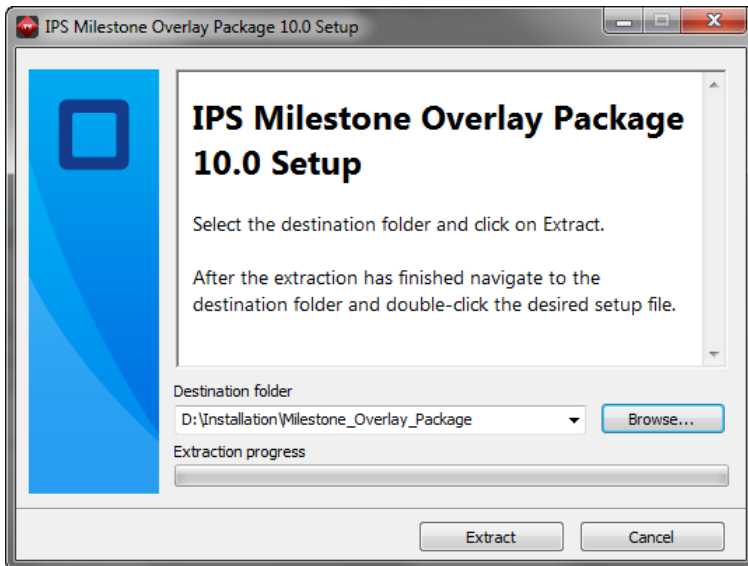 IPS Milestone Overlay Package 10.0 Setup
IPS Milestone Overlay Package
10.0 Setup
Select the destination folder and click on Extract.
After the extraction has finished navigate to the
destination folder and double-click the desired setup file.
Destination folder
D:\Installation\Milestone_Overlay_Package
Browse...
Extraction progress
Extract
Cancel